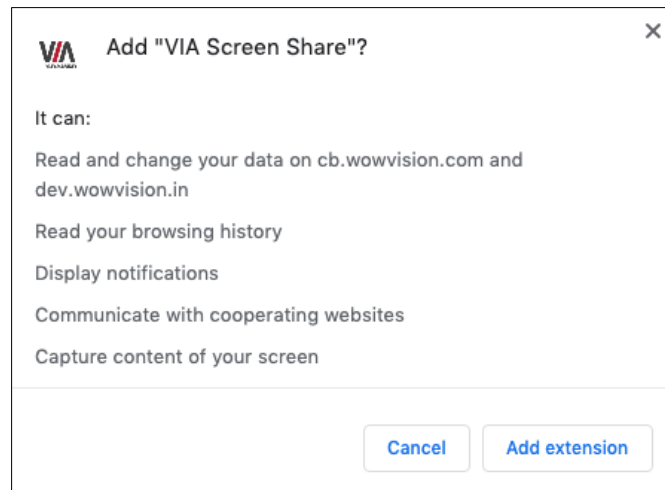 VIA
Add "VIA Screen Share"?
It can:
Read and change your data on cb.wowvision.com and
dev.wowvision.in
Read your browsing history
Display notifications
Communicate with cooperating websites
Capture content of your screen
Cancel
Add extension